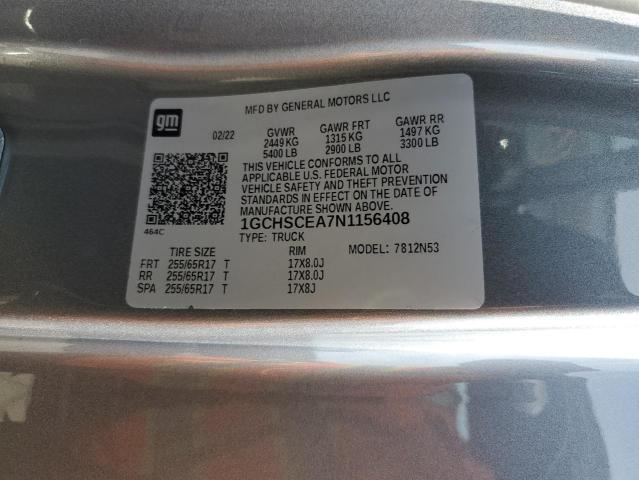 MFD BY GENERAL MOTORS LLC
gm
02/22 GVWR GAWR FRT GAWR RR
2449 KG 1315 KG 1497 KG
5400 LB 2900 LB 3300 LB
THIS VEHICLE CONFORMS TO ALL
APPLICABLE U.S. FEDERAL MOTOR
VEHICLE SAFETY AND THEFT PREVENTION
STANDARDS IN EFFECT ON THE DATE OF
MANUFACTURE SHOWN ABOVE.
1GCHSCEA7N1156408
464C
TYPE: TRUCK
TIRE SIZE RIM MODEL: 7812N53
FRT 255/65R17 T 17X8.0J
RR 255/65R17 T 17X8.0J
SPA 255/65R17 T 17X8J